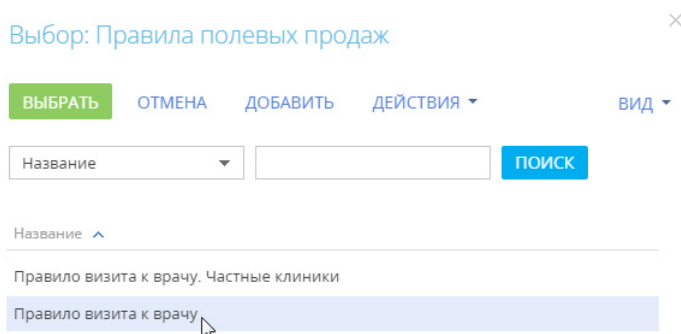 Выбор: Правила полевых продаж
ВЫБРАТЬ ОТМЕНА ДОБАВИТЬ ДЕЙСТВИЯ ВИД
Название ПОИСК
Название
Правило визита к врачу. Частные клиники
Правило визита к врачу